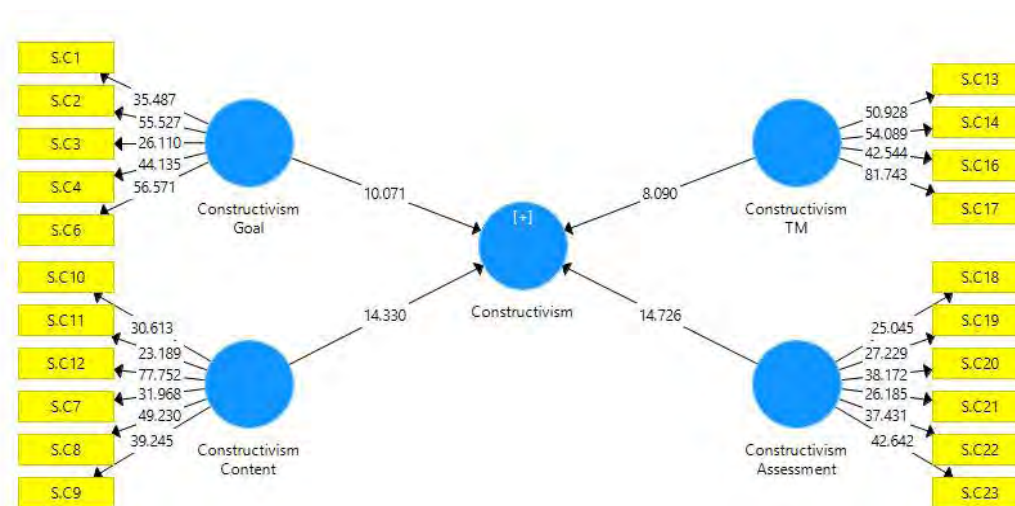 S.C1
S.C2
S.C3
S.C4
S.C6
35.487
55.527
26.110
44.135
56.571
Constructivism
Goal
10.071
S.C10
S.C11
S.C12
S.C7
S.C8
S.C9
30.613
23.189
77.752
31.968
49.230
39.245
Constructivism
Content
14.330
[+]
Constructivism
8.090
14.726
Constructivism
TM
50.928
54.089
42.544
81.743
S.C13
S.C14
S.C16
S.C17
Constructivism
Assessment
25.045
27.229
38.172
26.185
37.431
42.642
S.C18
S.C19
S.C20
S.C21
S.C22
S.C23